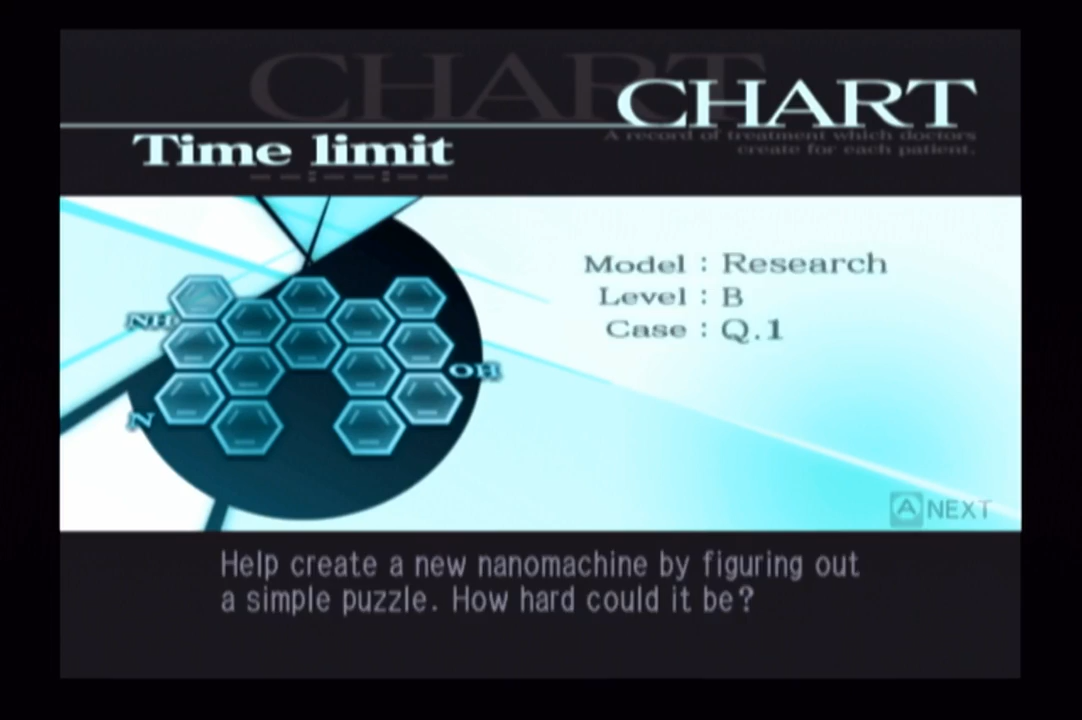 CHART
CHART
A record of treatment which doctors
create for each patient.
Time limit
-- -- : -- -- : -- --
Model : Research
Level : B
Case : Q.1
NH
OH
N
A NEXT
Help create a new nanomachine by figuring out
a simple puzzle. How hard could it be?